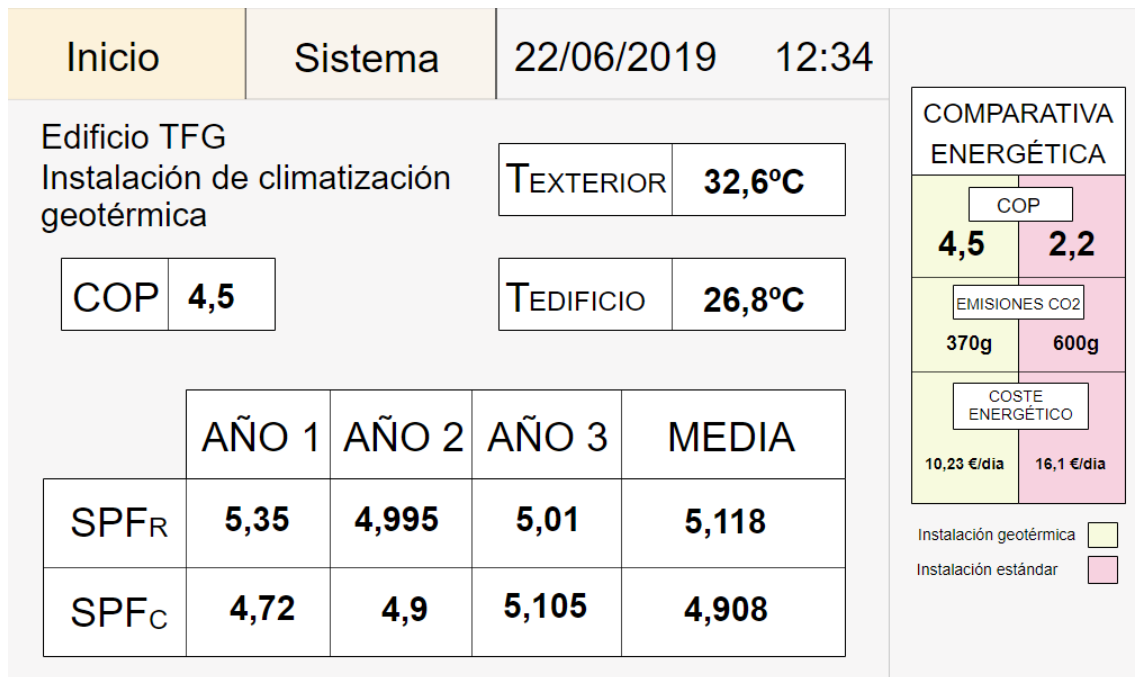 Inicio Sistema 22/06/2019 12:34
Edificio TFG
Instalación de climatización
geotérmica
TEXTERIOR 32,6ºC
COP 4,5
TEDIFICIO 26,8ºC
AÑO 1 AÑO 2 AÑO 3 MEDIA
SPFR 5,35 4,995 5,01 5,118
SPFC 4,72 4,9 5,105 4,908
COMPARATIVA
ENERGÉTICA
COP
4,5 2,2
EMISIONES CO2
370g 600g
COSTE
ENERGÉTICO
10,23 €/dia 16,1 €/dia
Instalación geotérmica
Instalación estándar